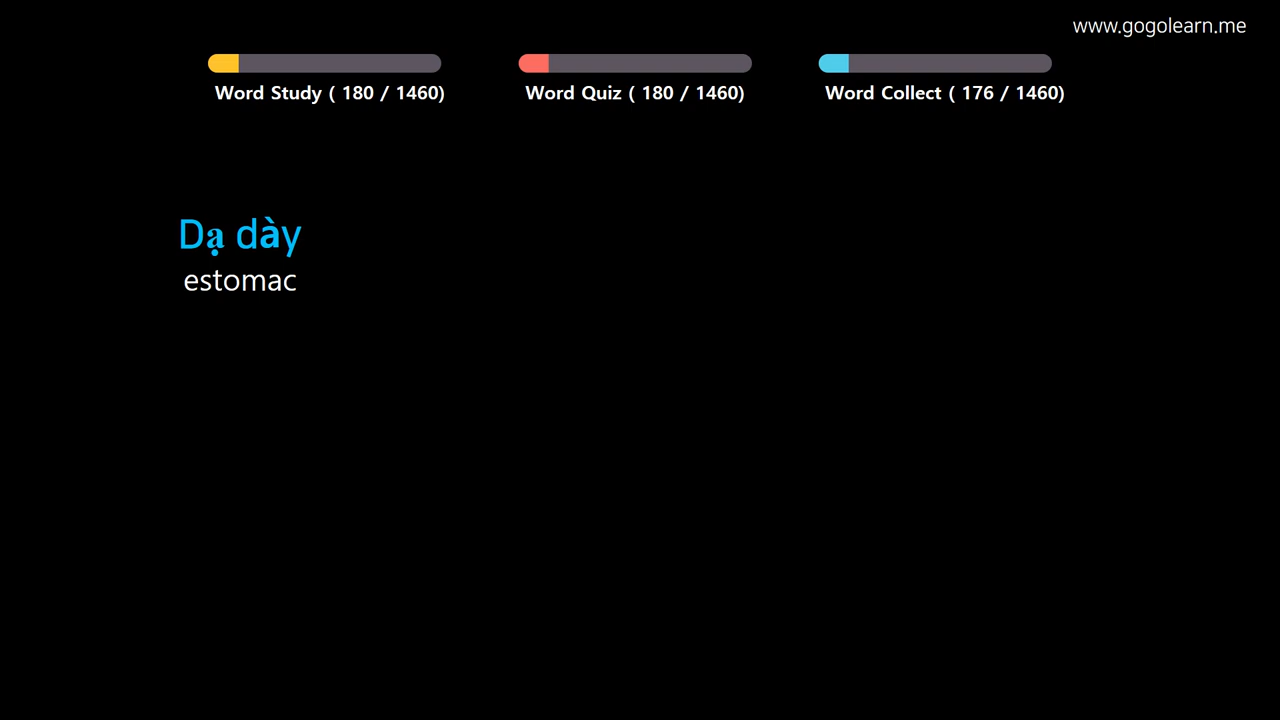 www.gogolearn.me
Word Study ( 180 / 1460)
Word Quiz ( 180 / 1460)
Word Collect ( 176 / 1460)
Dạ dày
estomac